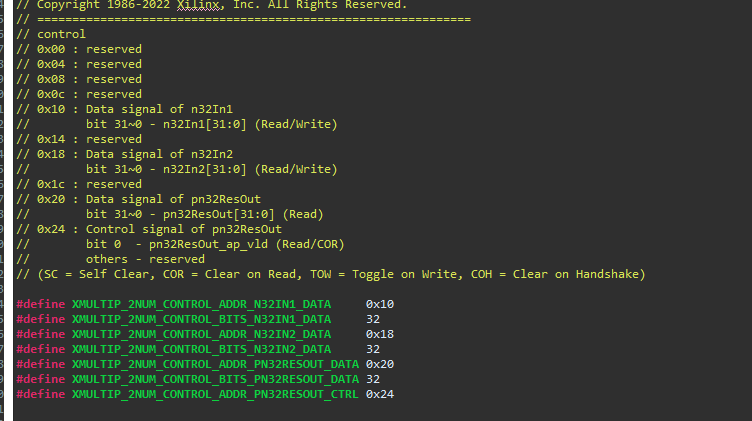 // Copyright 1986-2022 Xilinx, Inc. All Rights Reserved.
// ==============================================================
// control
// 0x00 : reserved
// 0x04 : reserved
// 0x08 : reserved
// 0x0c : reserved
// 0x10 : Data signal of n32In1
//        bit 31~0 - n32In1[31:0] (Read/Write)
// 0x14 : reserved
// 0x18 : Data signal of n32In2
//        bit 31~0 - n32In2[31:0] (Read/Write)
// 0x1c : reserved
// 0x20 : Data signal of pn32ResOut
//        bit 31~0 - pn32ResOut[31:0] (Read)
// 0x24 : Control signal of pn32ResOut
//        bit 0  - pn32ResOut_ap_vld (Read/COR)
//        others - reserved
// (SC = Self Clear, COR = Clear on Read, TOW = Toggle on Write, COH = Clear on Handshake)
#define XMULTIP_2NUM_CONTROL_ADDR_N32IN1_DATA     0x10
#define XMULTIP_2NUM_CONTROL_BITS_N32IN1_DATA     32
#define XMULTIP_2NUM_CONTROL_ADDR_N32IN2_DATA     0x18
#define XMULTIP_2NUM_CONTROL_BITS_N32IN2_DATA     32
#define XMULTIP_2NUM_CONTROL_ADDR_PN32RESOUT_DATA 0x20
#define XMULTIP_2NUM_CONTROL_BITS_PN32RESOUT_DATA 32
#define XMULTIP_2NUM_CONTROL_ADDR_PN32RESOUT_CTRL 0x24